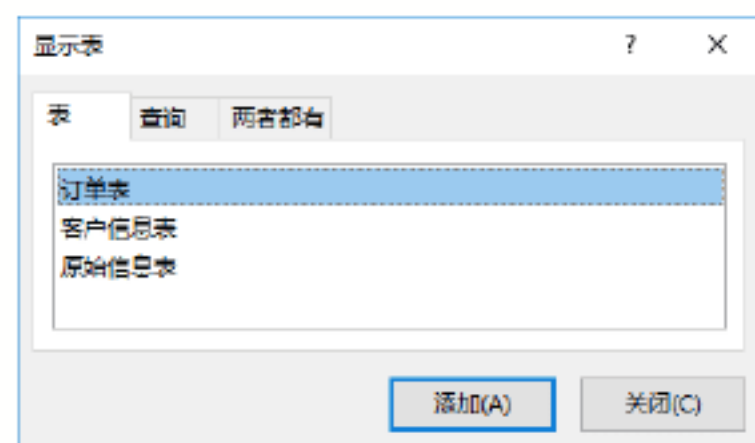 显示表 ? ×
表 查询 两者都有
订单表
客户信息表
原始信息表
添加(A) 关闭(C)